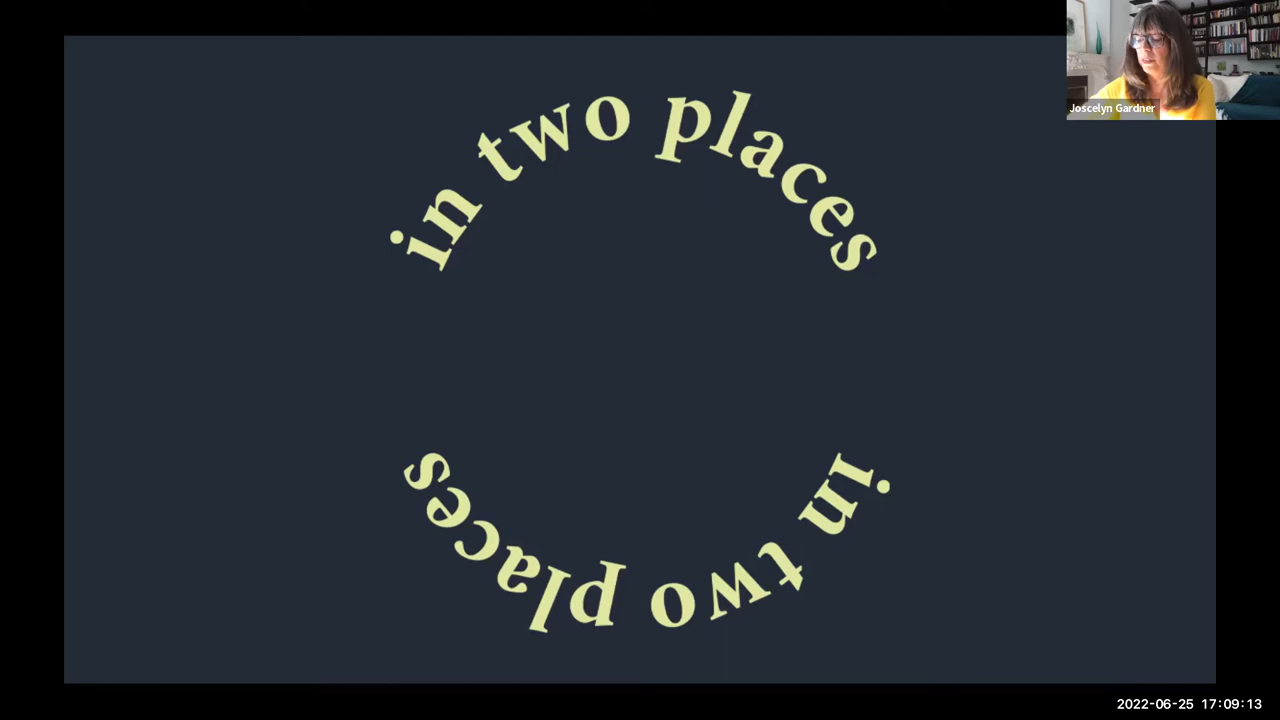 Joscelyn Gardner
in two places
in two places
2022-06-25 17:09:13